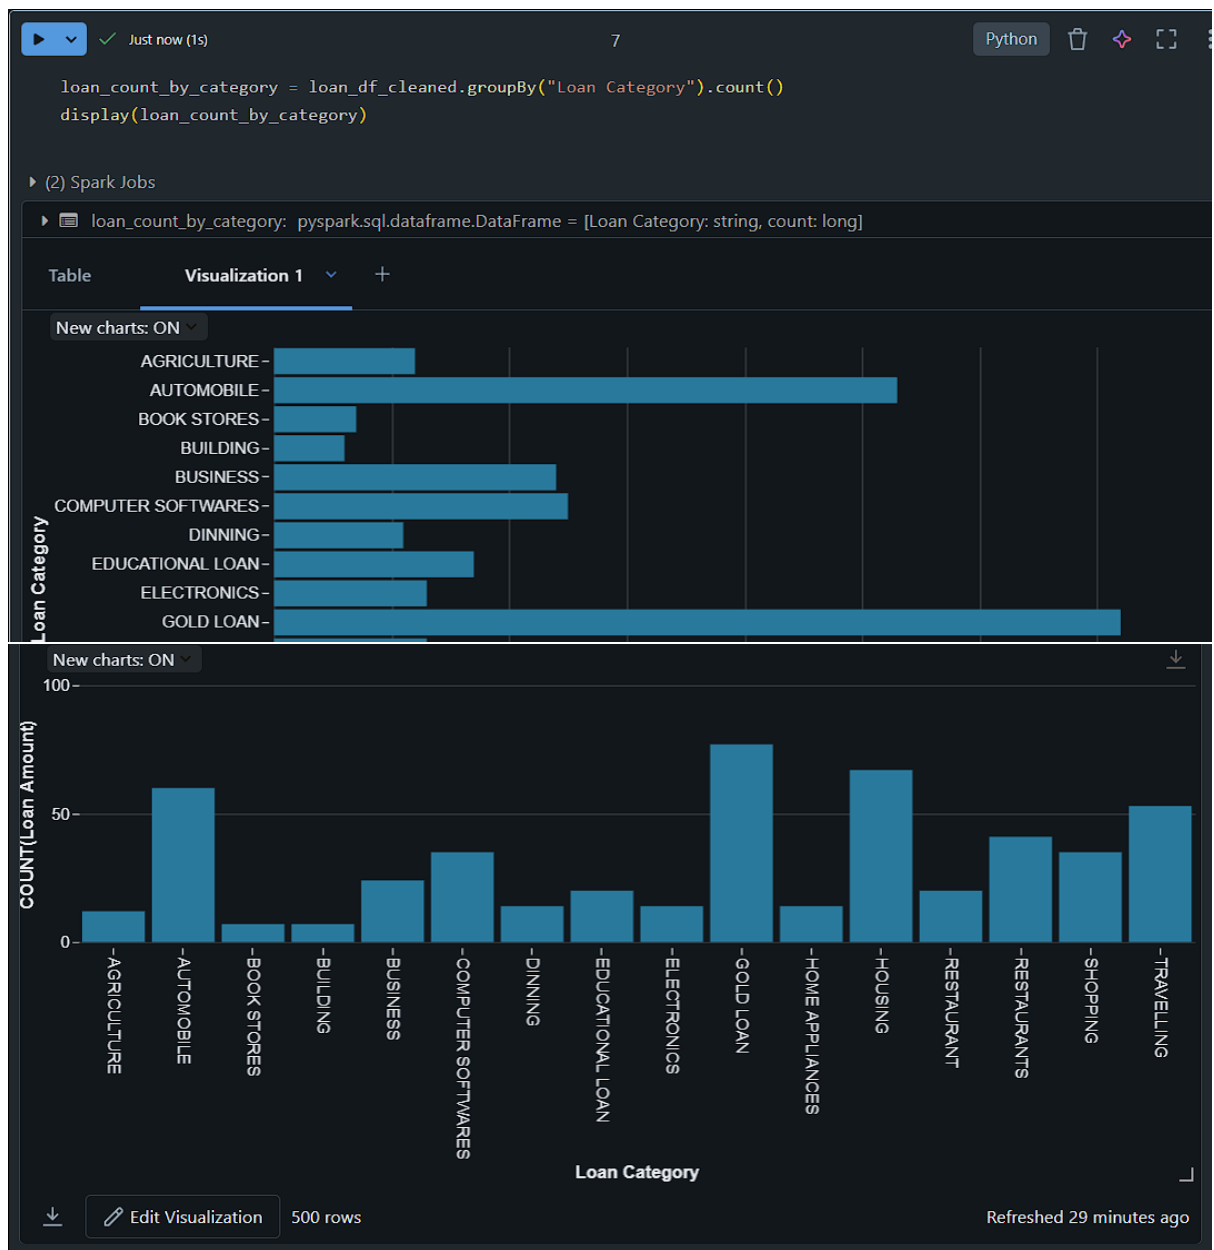 Just now (1s)
7
Python
loan_count_by_category = loan_df_cleaned.groupBy("Loan Category").count()
display(loan_count_by_category)
(2) Spark Jobs
loan_count_by_category: pyspark.sql.dataframe.DataFrame = [Loan Category: string, count: long]
Table
Visualization 1
+
New charts: ON
Loan Category
AGRICULTURE
AUTOMOBILE
BOOK STORES
BUILDING
BUSINESS
COMPUTER SOFTWARES
DINNING
EDUCATIONAL LOAN
ELECTRONICS
GOLD LOAN
New charts: ON
COUNT(Loan Amount)
100
50
0
AGRICULTURE
AUTOMOBILE
BOOK STORES
BUILDING
BUSINESS
COMPUTER SOFTWARES
DINNING
EDUCATIONAL LOAN
ELECTRONICS
GOLD LOAN
HOME APPLIANCES
HOUSING
RESTAURANT
RESTAURANTS
SHOPPING
TRAVELLING
Loan Category
Edit Visualization
500 rows
Refreshed 29 minutes ago